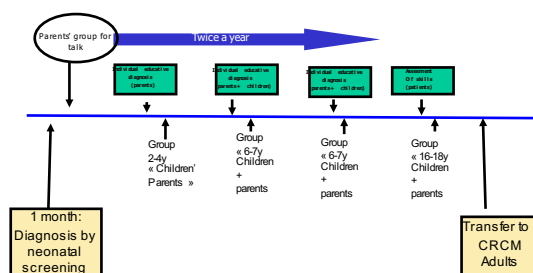 Parents' group for
talk
Twice a year
Individual educative
diagnosis
(parents)
Individual educative
diagnosis
parents+ children)
Individual educative
diagnosis
parents+ children)
Of skills
(patients)
Group
2-4y
« Children'
Parents »
Group
« 6-7y
Children
+
parents
Group
« 6-7y
Children
+
parents
Group
« 16-18y
Children
+
parents
1 month:
Diagnosis by
neonatal
screening
Transfer to
CRCM
Adults